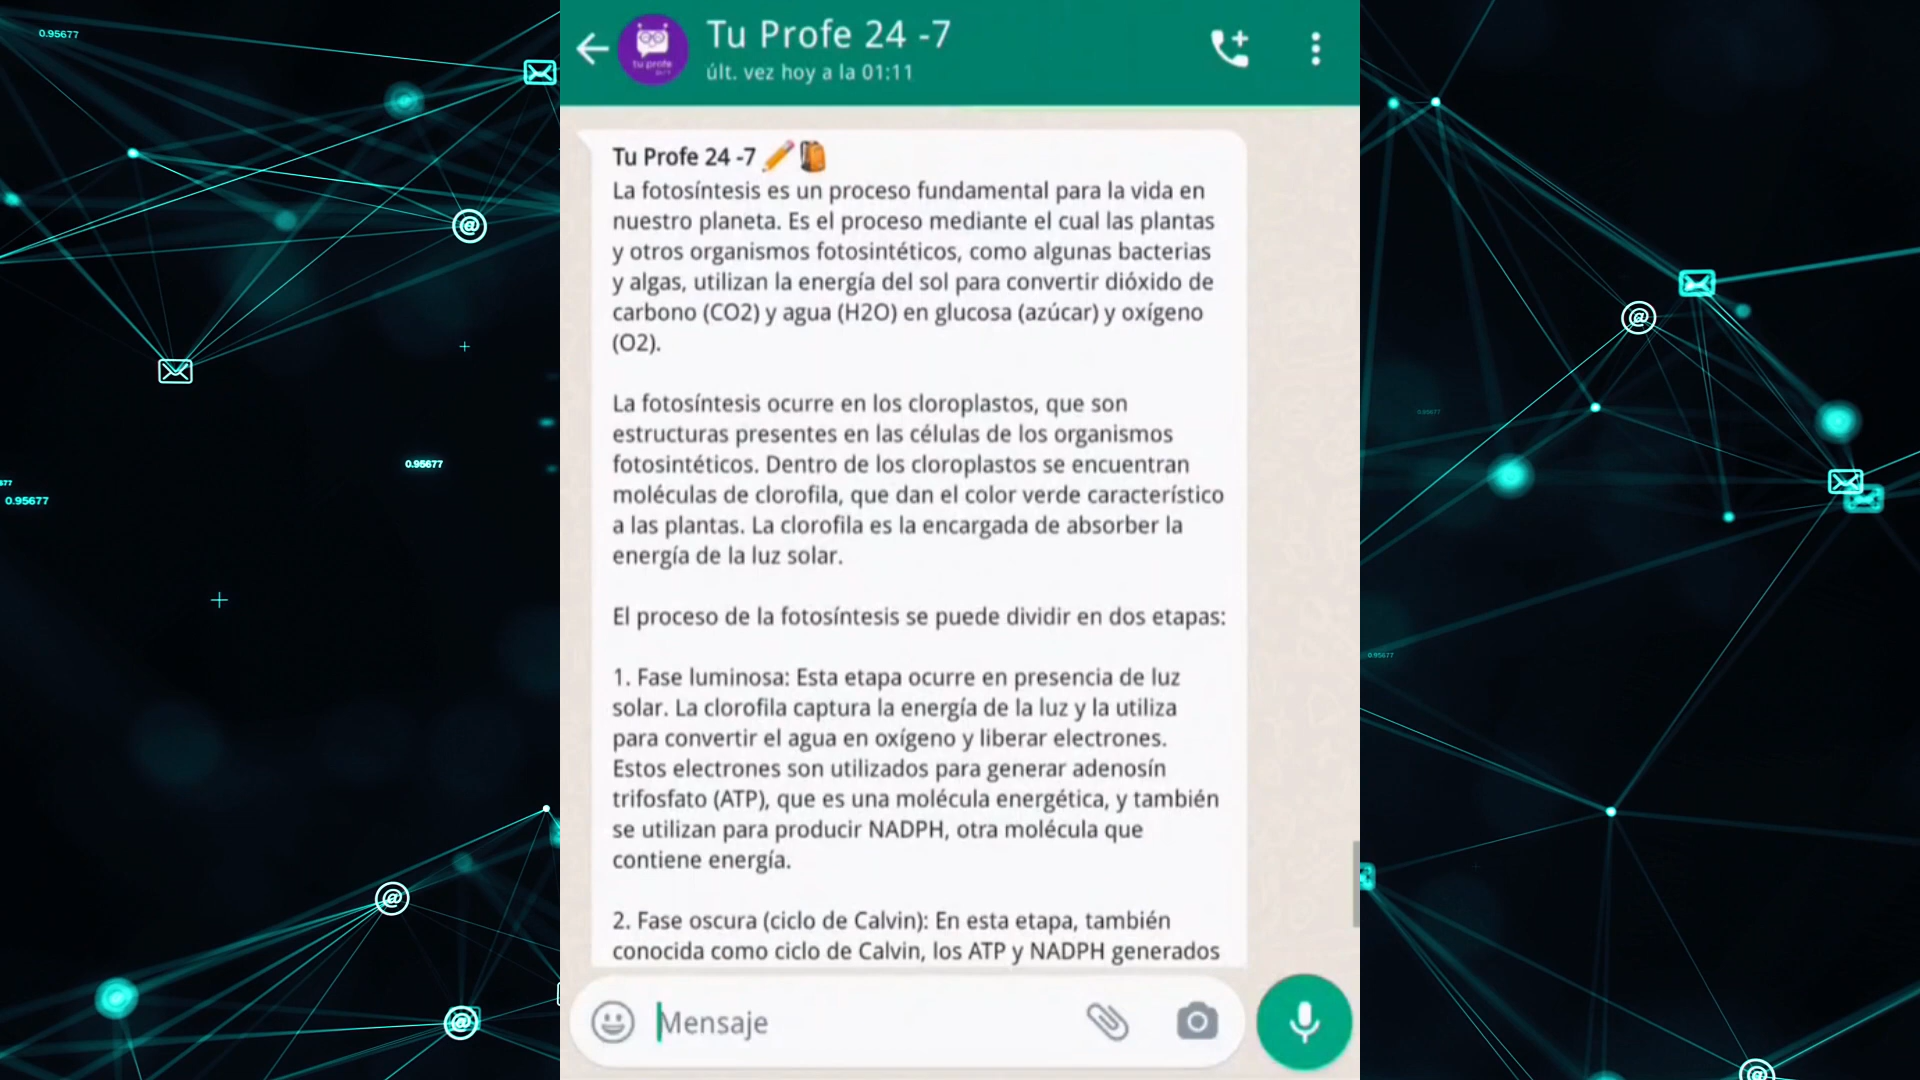 0.95677
Tu Profe 24 -7
últ. vez hoy a la 01:11
tu profe
Tu Profe 24 -7 ✏️🎒
La fotosíntesis es un proceso fundamental para la vida en
nuestro planeta. Es el proceso mediante el cual las plantas
y otros organismos fotosintéticos, como algunas bacterias
y algas, utilizan la energía del sol para convertir dióxido de
carbono (CO2) y agua (H2O) en glucosa (azúcar) y oxígeno
(O2).
La fotosíntesis ocurre en los cloroplastos, que son
estructuras presentes en las células de los organismos
fotosintéticos. Dentro de los cloroplastos se encuentran
moléculas de clorofila, que dan el color verde característico
a las plantas. La clorofila es la encargada de absorber la
energía de la luz solar.
El proceso de la fotosíntesis se puede dividir en dos etapas:
1. Fase luminosa: Esta etapa ocurre en presencia de luz
solar. La clorofila captura la energía de la luz y la utiliza
para convertir el agua en oxígeno y liberar electrones.
Estos electrones son utilizados para generar adenosín
trifosfato (ATP), que es una molécula energética, y también
se utilizan para producir NADPH, otra molécula que
contiene energía.
2. Fase oscura (ciclo de Calvin): En esta etapa, también
conocida como ciclo de Calvin, los ATP y NADPH generados
Mensaje
0.95677
77
0.95677
0.95677
0.95677